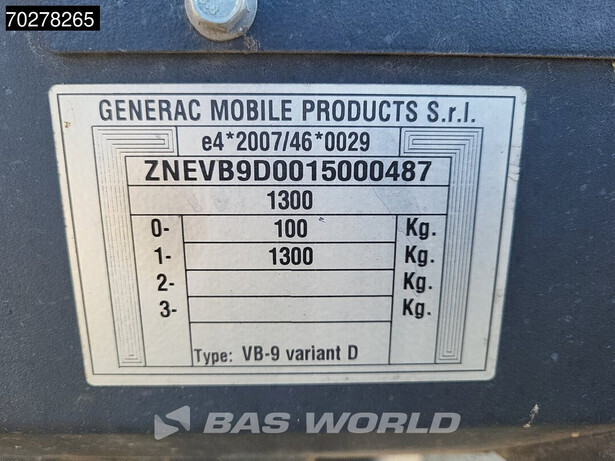 70278265
GENERAC MOBILE PRODUCTS S.r.l.
e4*2007/46*0029
ZNEVB9D0015000487
1300
0- 100 Kg.
1- 1300 Kg.
2- Kg.
3- Kg.
Type: VB-9 variant D
BAS WORLD